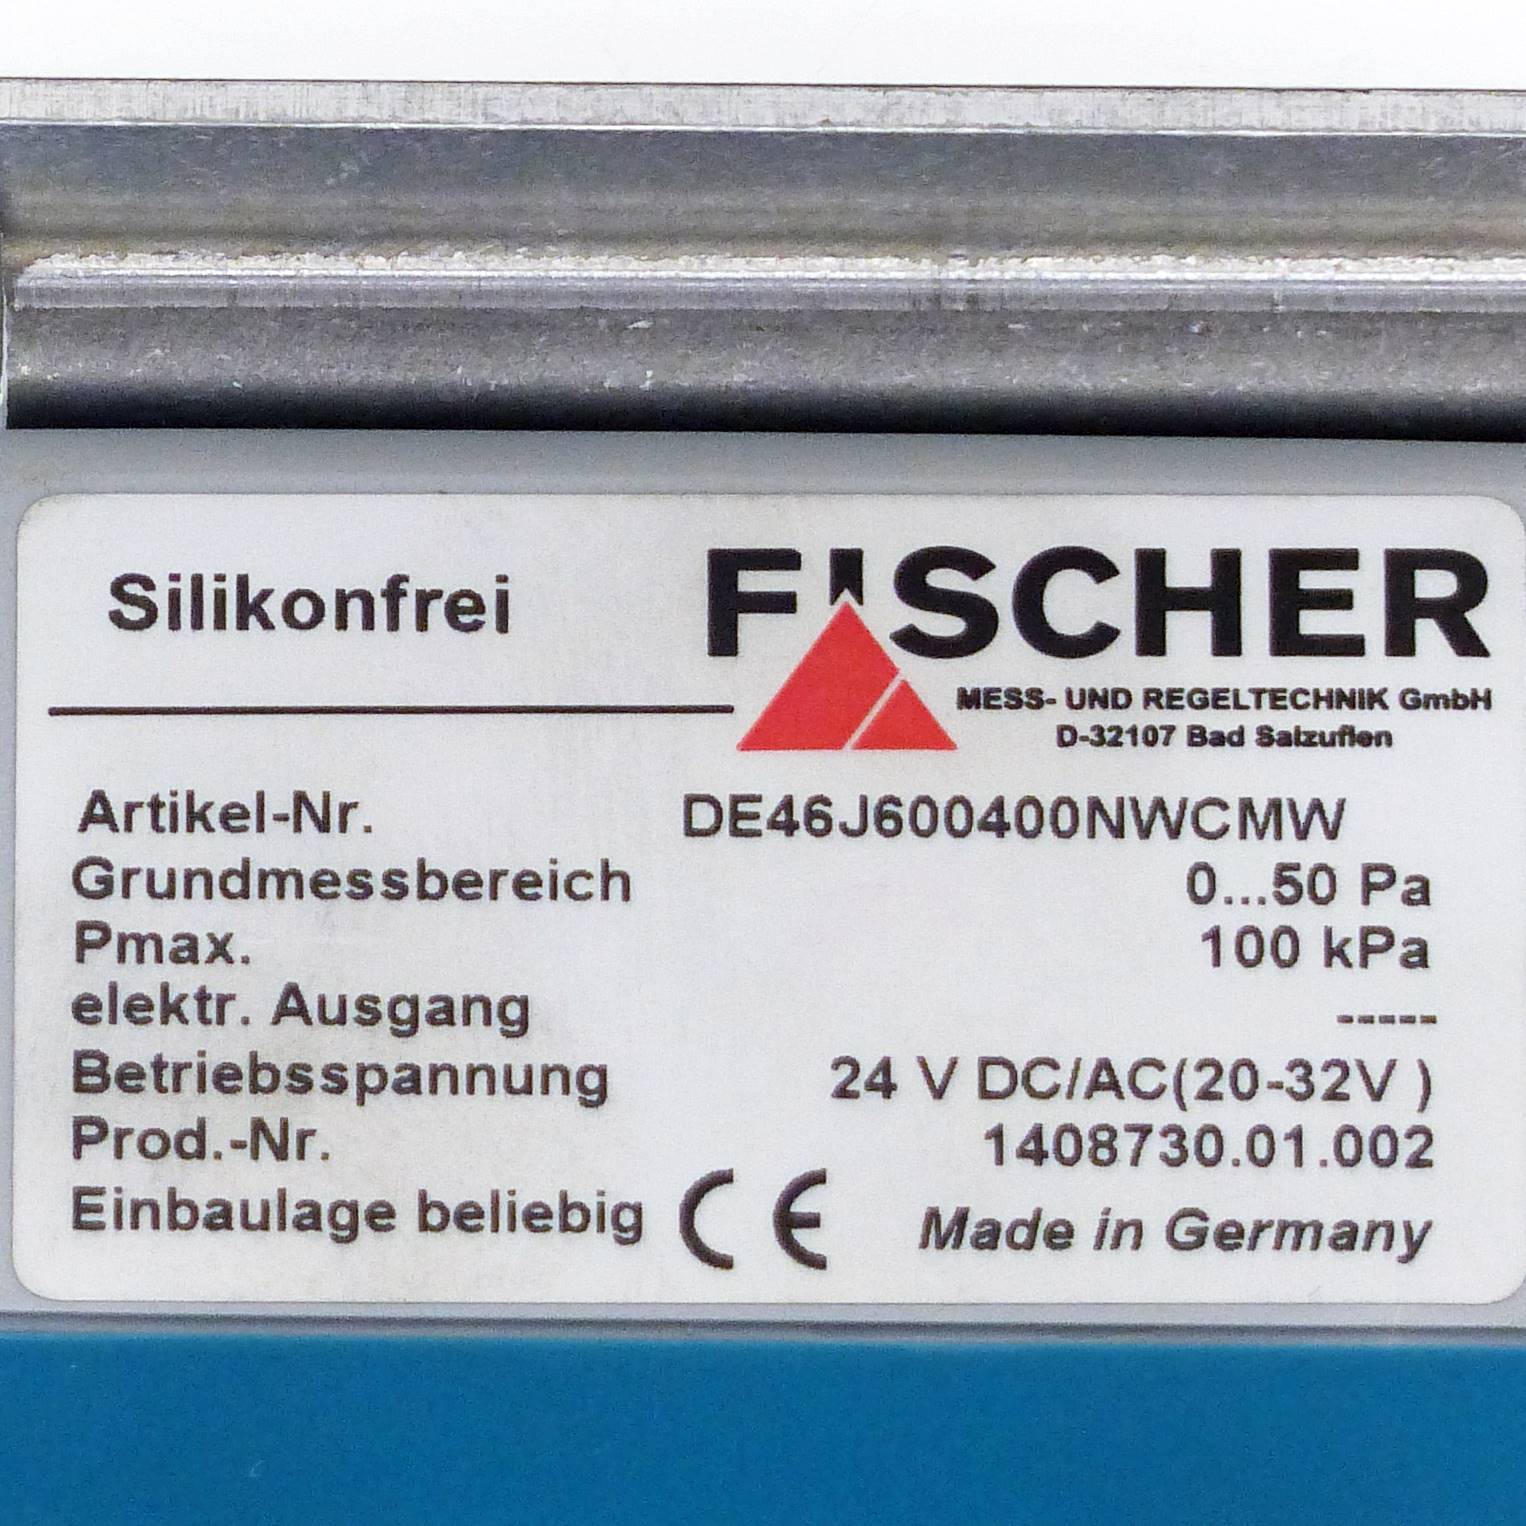 Silikonfrei
FISCHER
MESS- UND REGELTECHNIK GmbH
D-32107 Bad Salzuflen
Artikel-Nr. DE46J600400NWCMW
Grundmessbereich 0...50 Pa
Pmax. 100 kPa
elektr. Ausgang -----
Betriebsspannung 24 V DC/AC(20-32V )
Prod.-Nr. 1408730.01.002
Einbaulage beliebig CE Made in Germany